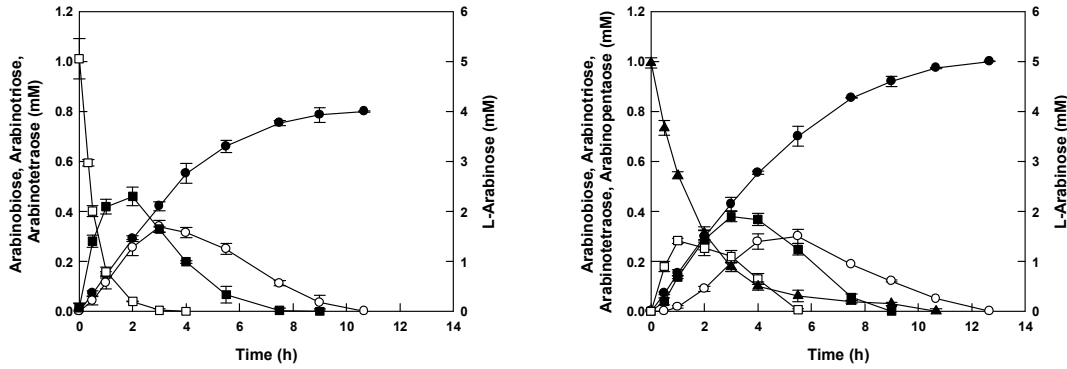 Arabinobiose, Arabinotriose,
Arabinotetraose (mM)
1.2
1.0
0.8
0.6
0.4
0.2
0.0
6
5
4
3
2
1
0
L-Arabinose (mM)
0 2 4 6 8 10 12 14
Time (h)
Arabinobiose, Arabinotriose,
Arabinotetraose, Arabinopentaose (mM)
1.2
1.0
0.8
0.6
0.4
0.2
0.0
6
5
4
3
2
1
0
L-Arabinose (mM)
0 2 4 6 8 10 12 14
Time (h)